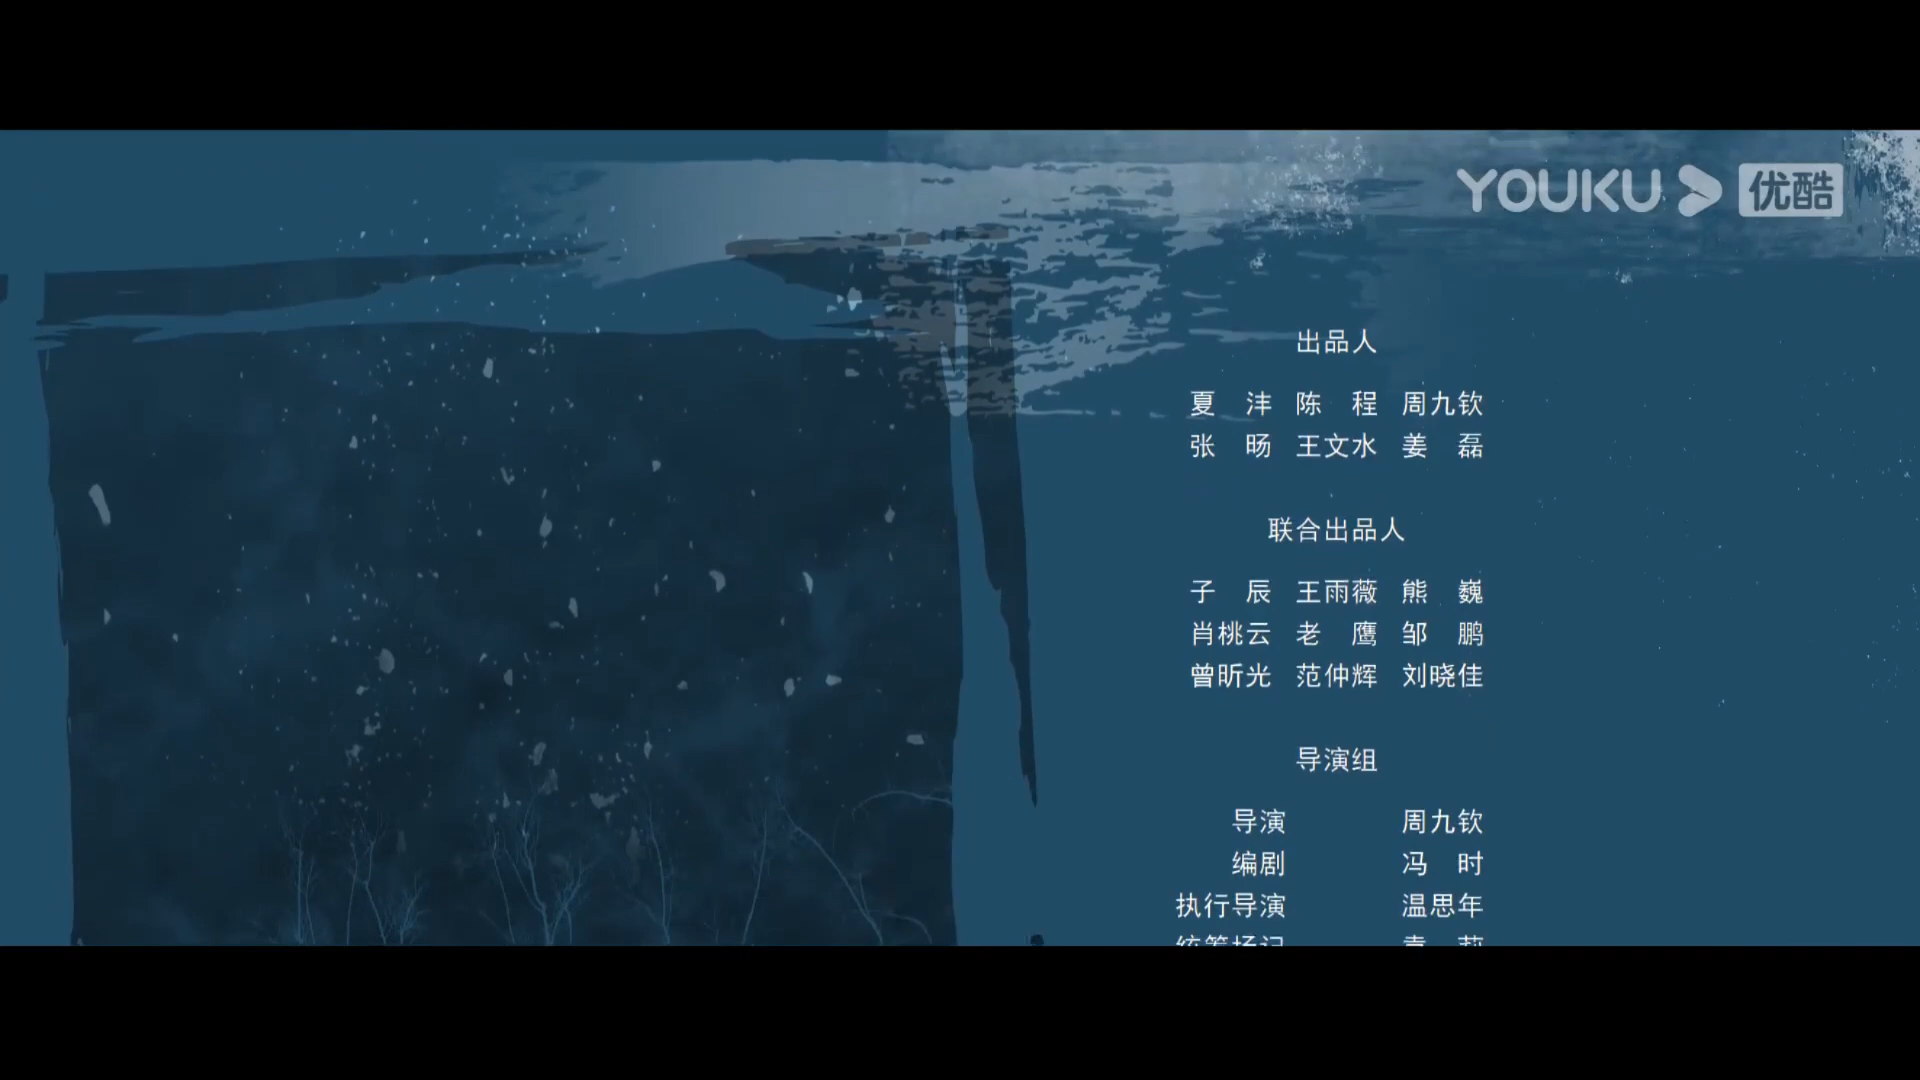 YOUKU 优酷
出品人
夏 沣 陈 程 周九钦
张 旸 王文水 姜 磊
联合出品人
子 辰 王雨薇 熊 巍
肖桃云 老 鹰 邹 鹏
曾昕光 范仲辉 刘晓佳
导演组
导演 周九钦
编剧 冯 时
执行导演 温思年